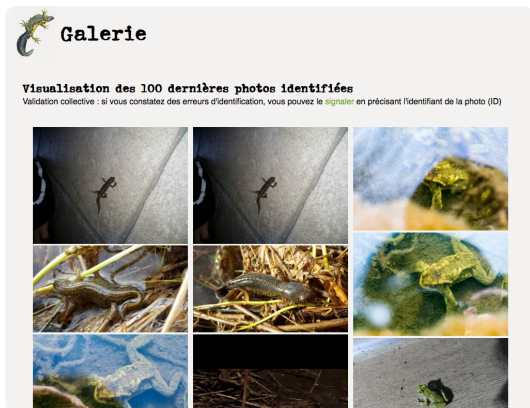 Galerie
Visualisation des 100 dernières photos identifiées
Validation collective : si vous constatez des erreurs d'identification, vous pouvez le signaler en précisant l'identifiant de la photo (ID)